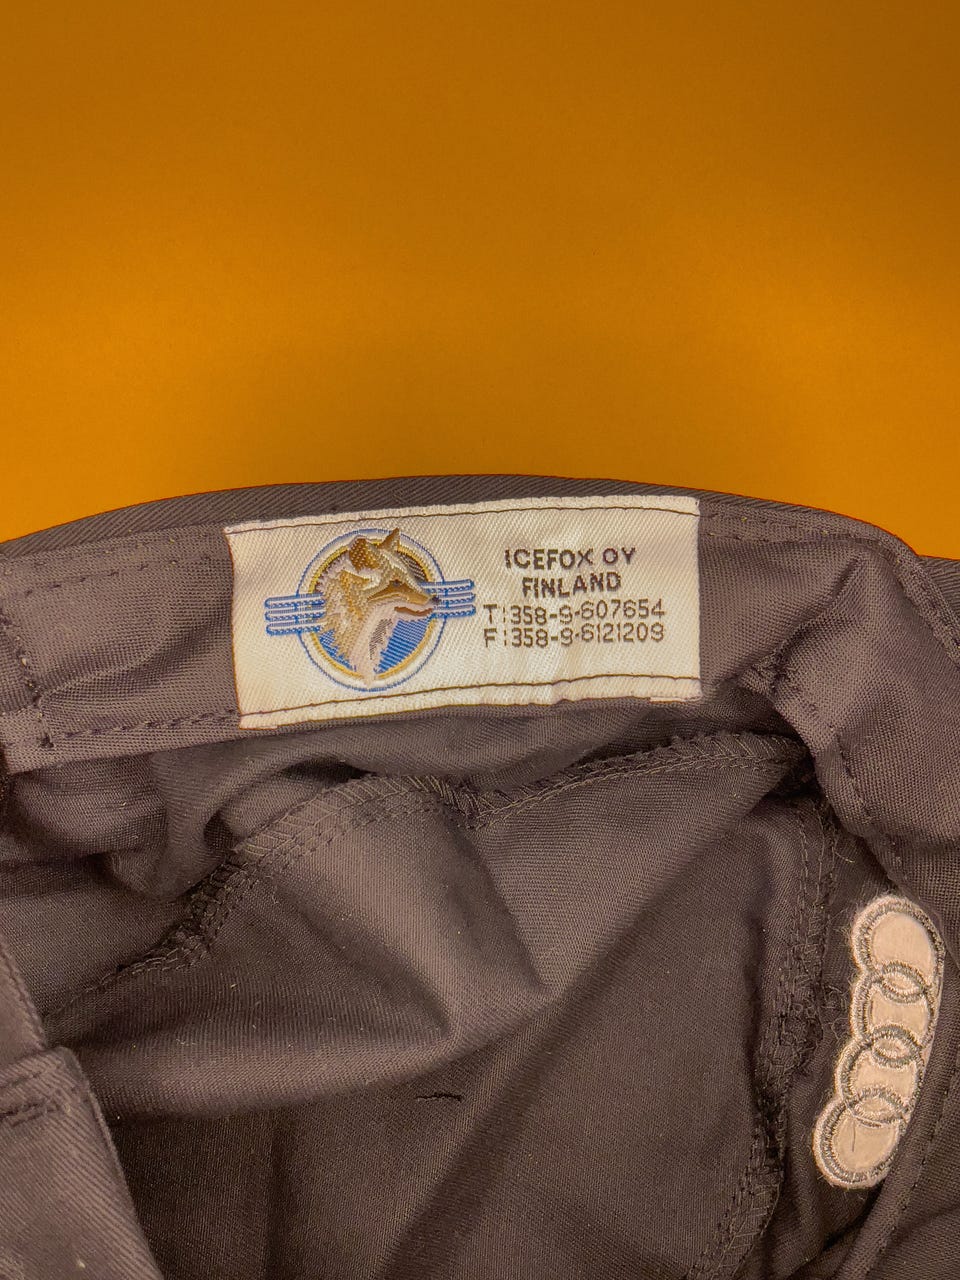 ICEFOX OY
FINLAND
T:358-9-607654
F:358-9-6121209